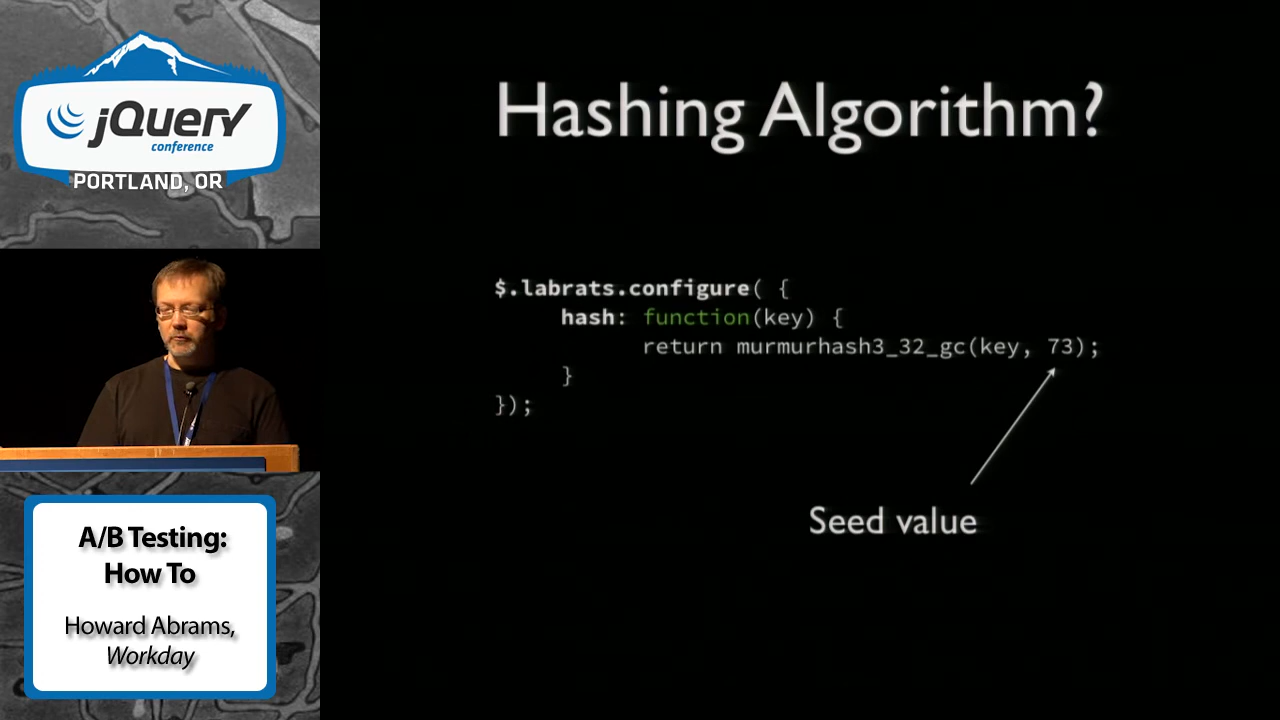 jQuery
conference
PORTLAND, OR
A/B Testing:
How To
Howard Abrams,
Workday
Hashing Algorithm?
$.labrats.configure( {
hash: function(key) {
return murmurhash3_32_gc(key, 73);
}
});
Seed value